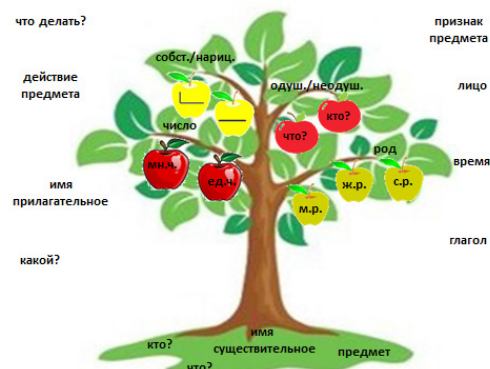 что делать?
признак
предмета
собст./нариц.
действие
предмета
одуш./неодуш.
лицо
кто?
число
что?
род
время
мн.ч.
ед.ч.
ж.р.
с.р.
имя
прилагательное
м.р.
глагол
какой?
имя
кто?
существительное
предмет
что?